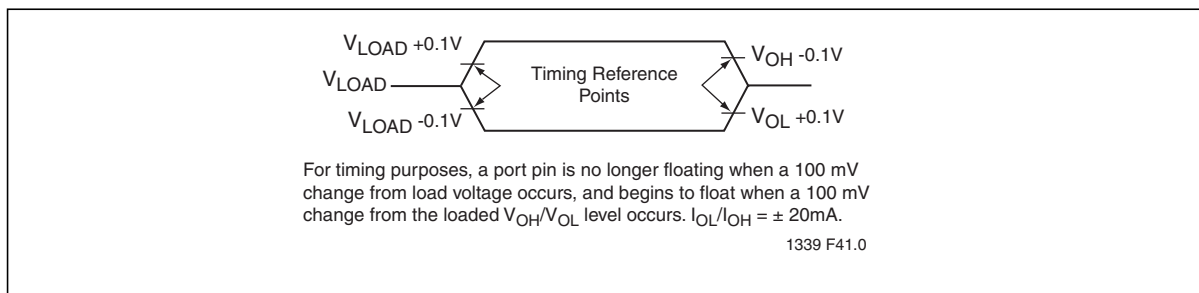 VLOAD +0.1V
VLOAD
VLOAD -0.1V
Timing Reference
Points
VOH -0.1V
VOL +0.1V
For timing purposes, a port pin is no longer floating when a 100 mV
change from load voltage occurs, and begins to float when a 100 mV
change from the loaded VOH/VOL level occurs. IOL/IOH = ± 20mA.
1339 F41.0